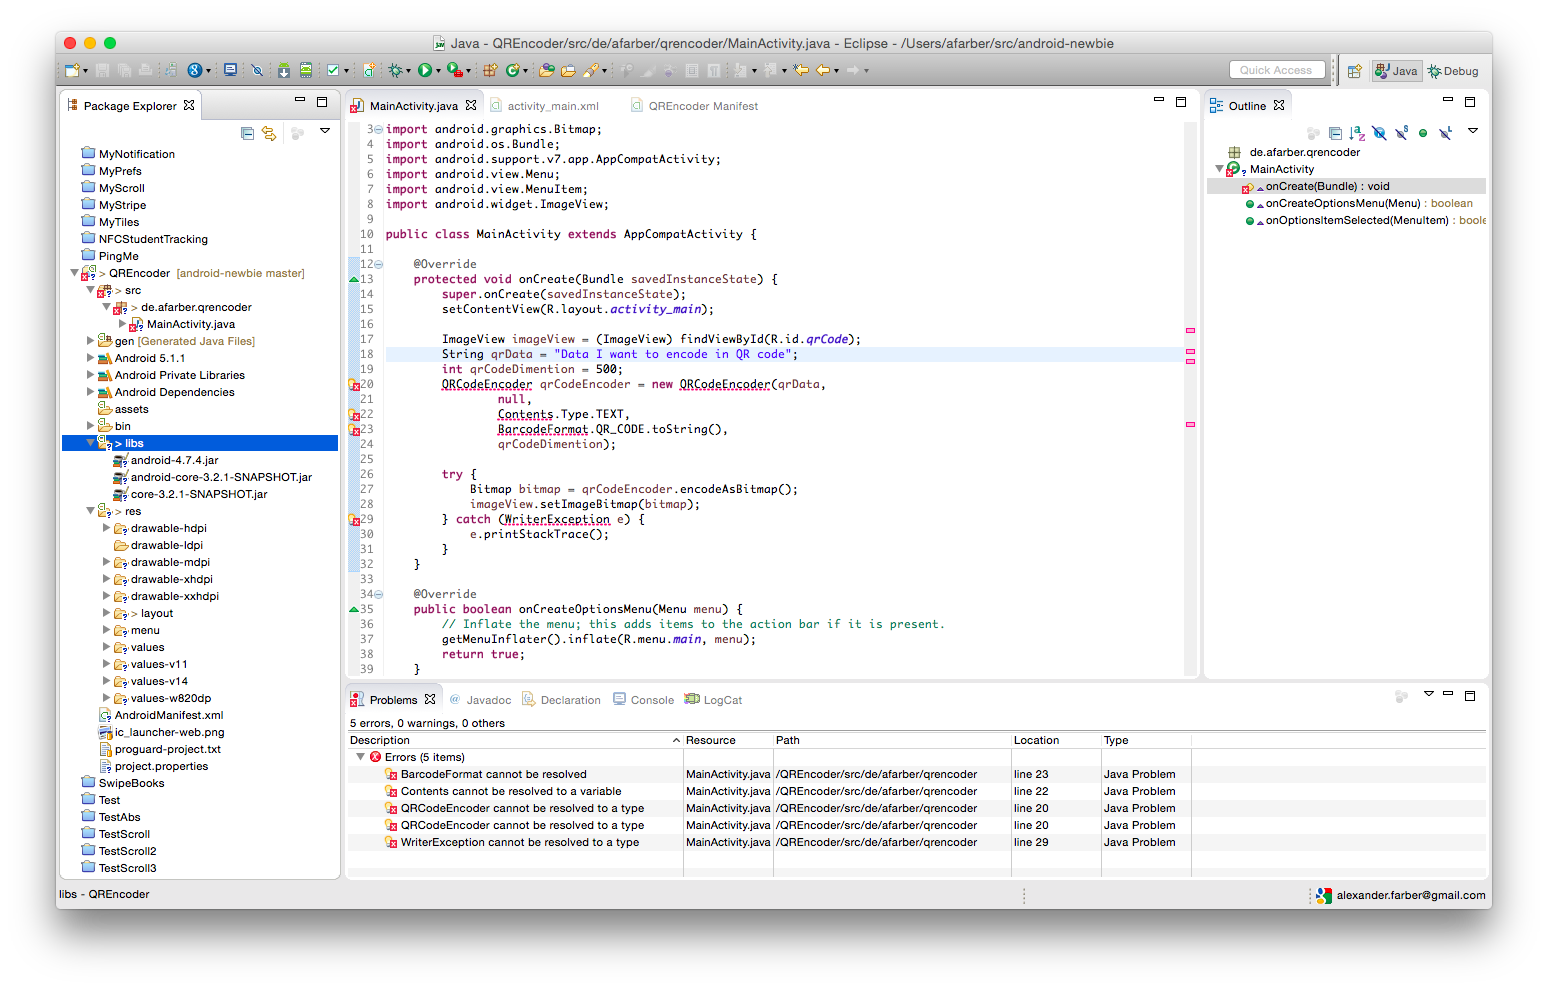 Java - QREncoder/src/de/afarber/qrencoder/MainActivity.java - Eclipse - /Users/afarber/src/android-newbie
Quick Access
Java
Debug
Package Explorer
MyNotification
MyPrefs
MyScroll
MyStripe
MyTiles
NFCStudentTracking
PingMe
> QREncoder [android-newbie master]
> src
> de.afarber.qrencoder
MainActivity.java
gen [Generated Java Files]
Android 5.1.1
Android Private Libraries
Android Dependencies
assets
bin
> libs
android-4.7.4.jar
android-core-3.2.1-SNAPSHOT.jar
core-3.2.1-SNAPSHOT.jar
> res
drawable-hdpi
drawable-ldpi
drawable-mdpi
drawable-xhdpi
drawable-xxhdpi
> layout
menu
values
values-v11
values-v14
values-w820dp
AndroidManifest.xml
ic_launcher-web.png
proguard-project.txt
project.properties
SwipeBooks
Test
TestAbs
TestScroll
TestScroll2
TestScroll3
MainActivity.java activity_main.xml QREncoder Manifest
3 import android.graphics.Bitmap;
4 import android.os.Bundle;
5 import android.support.v7.app.AppCompatActivity;
6 import android.view.Menu;
7 import android.view.MenuItem;
8 import android.widget.ImageView;
9
10 public class MainActivity extends AppCompatActivity {
11
12 @Override
13 protected void onCreate(Bundle savedInstanceState) {
14 super.onCreate(savedInstanceState);
15 setContentView(R.layout.activity_main);
16
17 ImageView imageView = (ImageView) findViewById(R.id.qrCode);
18 String qrData = "Data I want to encode in QR code";
19 int qrCodeDimention = 500;
20 QRCodeEncoder qrCodeEncoder = new QRCodeEncoder(qrData,
21 null,
22 Contents.Type.TEXT,
23 BarcodeFormat.QR_CODE.toString(),
24 qrCodeDimention);
25
26 try {
27 Bitmap bitmap = qrCodeEncoder.encodeAsBitmap();
28 imageView.setImageBitmap(bitmap);
29 } catch (WriterException e) {
30 e.printStackTrace();
31 }
32 }
33
34 @Override
35 public boolean onCreateOptionsMenu(Menu menu) {
36 // Inflate the menu; this adds items to the action bar if it is present.
37 getMenuInflater().inflate(R.menu.main, menu);
38 return true;
39 }
Outline
de.afarber.qrencoder
MainActivity
onCreate(Bundle) : void
onCreateOptionsMenu(Menu) : boolean
onOptionsItemSelected(MenuItem) : boole
Problems Javadoc Declaration Console LogCat
5 errors, 0 warnings, 0 others
Description Resource Path Location Type
Errors (5 items)
BarcodeFormat cannot be resolved MainActivity.java /QREncoder/src/de/afarber/qrencoder line 23 Java Problem
Contents cannot be resolved to a variable MainActivity.java /QREncoder/src/de/afarber/qrencoder line 22 Java Problem
QRCodeEncoder cannot be resolved to a type MainActivity.java /QREncoder/src/de/afarber/qrencoder line 20 Java Problem
QRCodeEncoder cannot be resolved to a type MainActivity.java /QREncoder/src/de/afarber/qrencoder line 20 Java Problem
WriterException cannot be resolved to a type MainActivity.java /QREncoder/src/de/afarber/qrencoder line 29 Java Problem
libs - QREncoder
alexander.farber@gmail.com